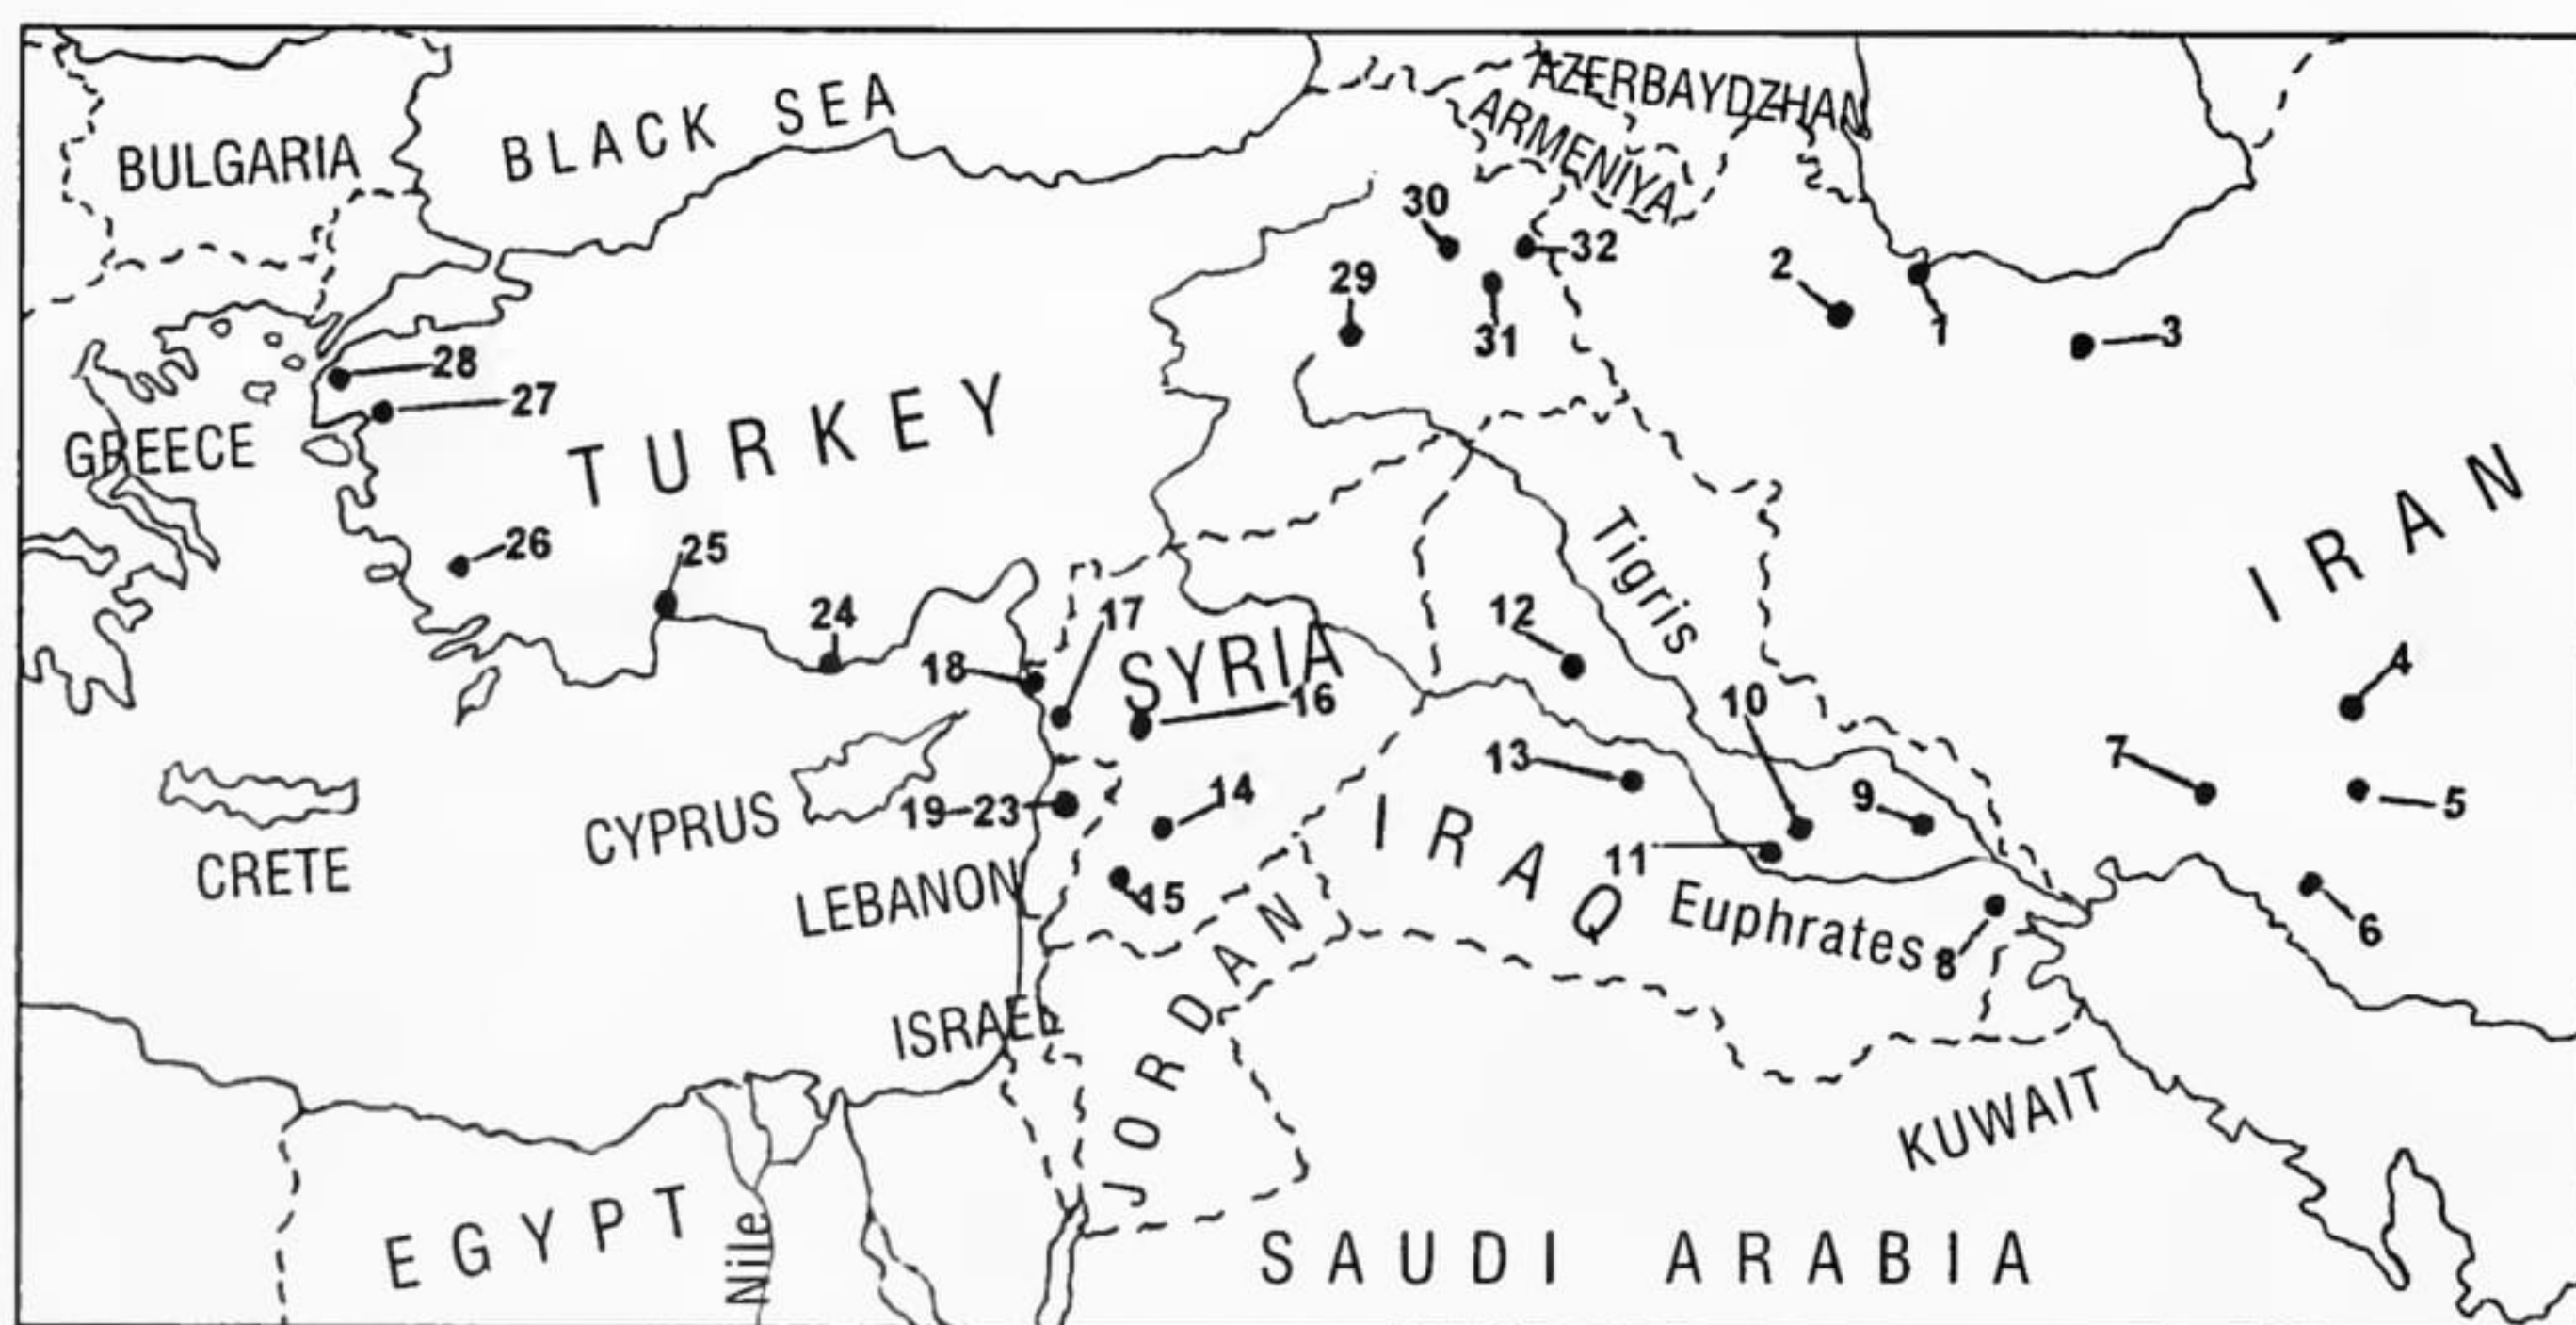 AZERBAYDZHAN
BLACK SEA
ARMENIYA
BULGARIA
30
32
2
29
1
3
31
28
27
TURKEY
GREECE
IRAN
Tigris
26
25
24
17
12
18
SYRIA
4
16
10
7
13
14
9
5
19-23
CYPRUS
IRAQ
11
CRETE
LEBANON
15
Euphrates
6
8
JORDAN
ISRAEL
KUWAIT
EGYPT
Nile
SAUDI ARABIA